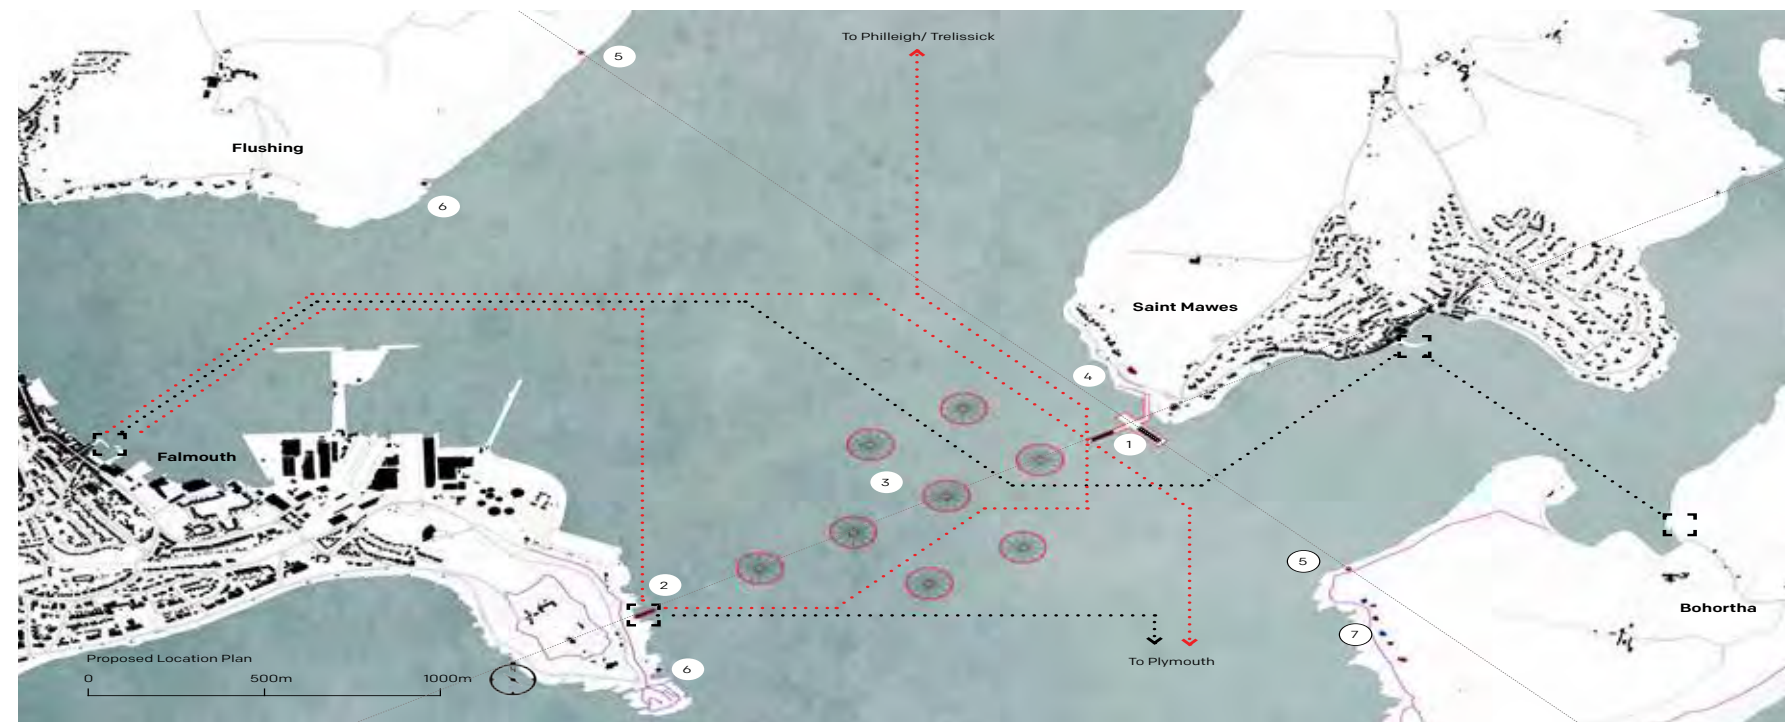 To Philleigh/ Trelissick
5
Flushing
6
Saint Mawes
4
1
Falmouth
3
5
2
Bohortha
7
Proposed Location Plan
To Plymouth
6
0 500m 1000m